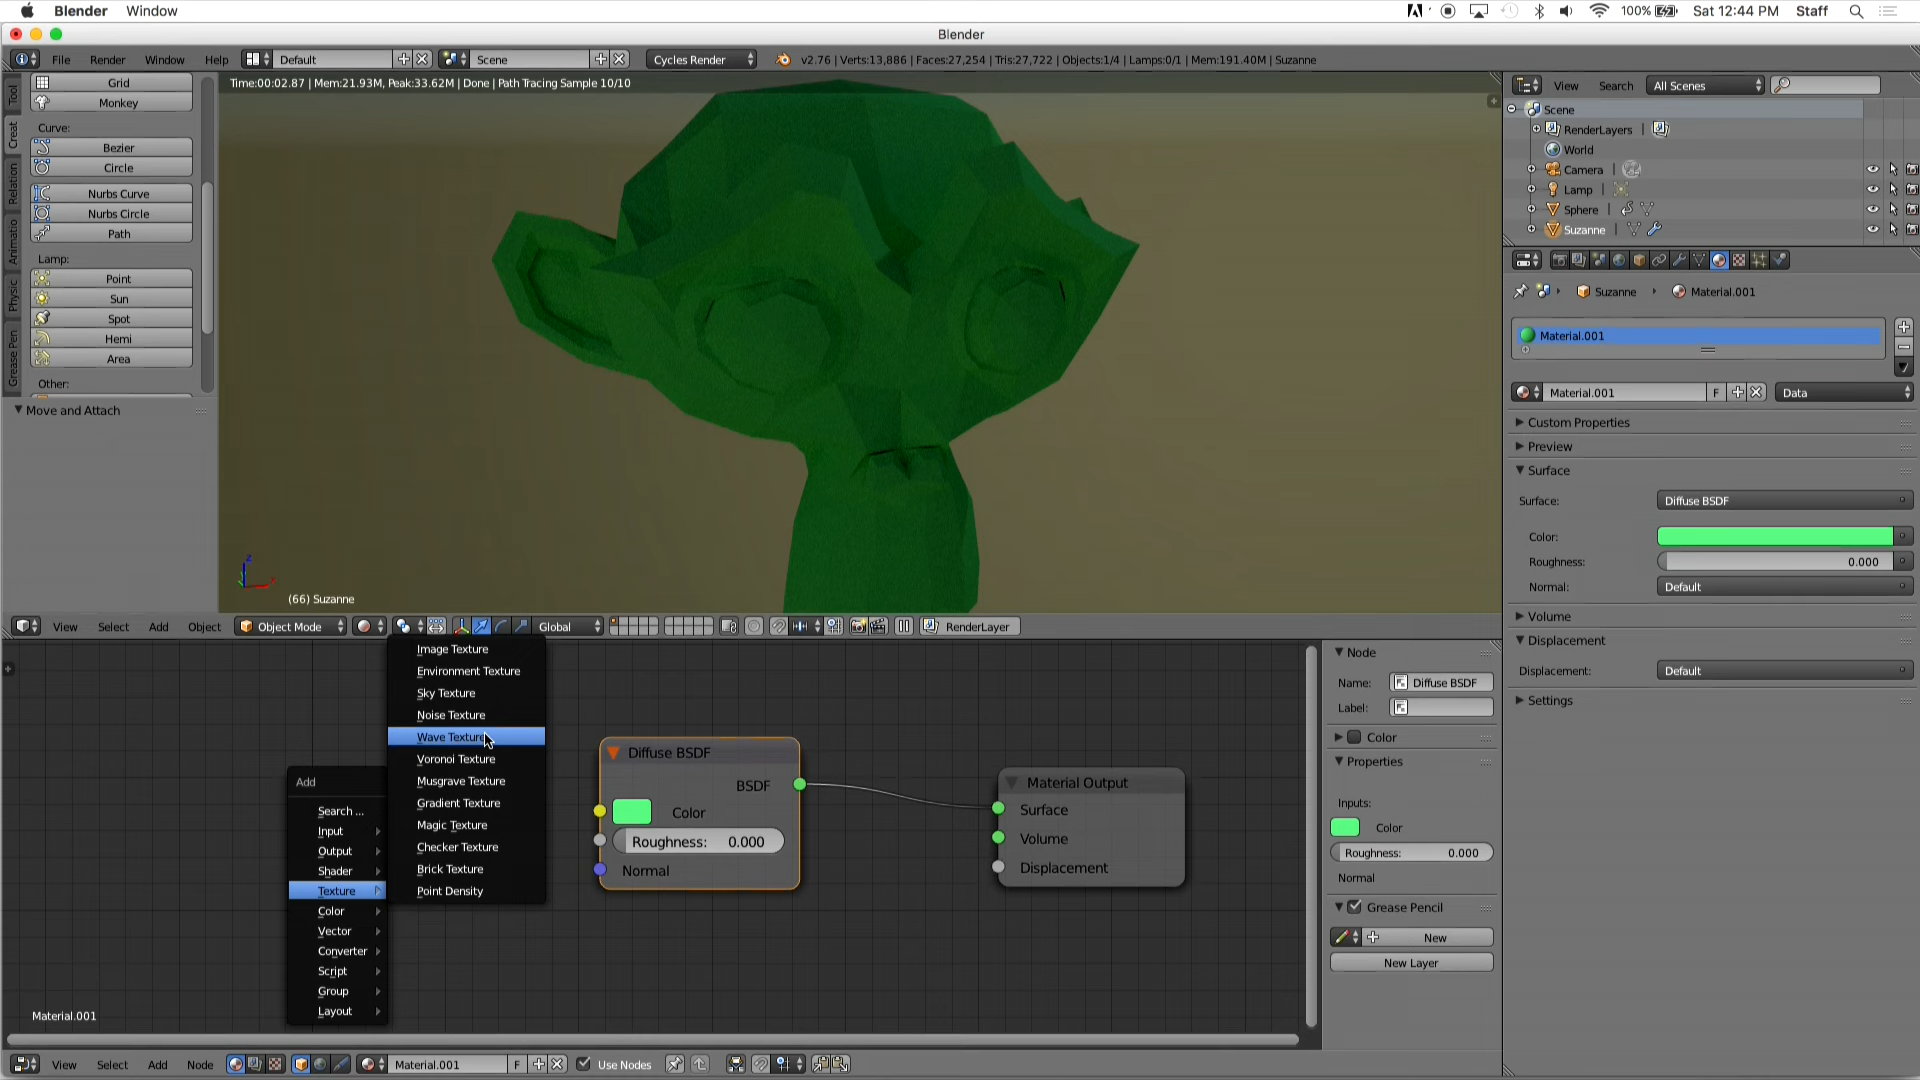 Blender Window 100% Sat 12:44 PM Staff
Blender
File Render Window Help Default Scene Cycles Render v2.76 | Verts:13,886 | Faces:27,254 | Tris:27,722 | Objects:1/4 | Lamps:0/1 | Mem:191.40M | Suzanne
Time:00:02.87 | Mem:21.93M, Peak:33.62M | Done | Path Tracing Sample 10/10
Tool
Creat
Relation
Animatio
Physic
Grease Pen
Grid
Monkey
Curve:
Bezier
Circle
Nurbs Curve
Nurbs Circle
Path
Lamp:
Point
Sun
Spot
Hemi
Area
Other:
Move and Attach
(66) Suzanne
View Select Add Object Object Mode Global RenderLayer
View Search All Scenes
Scene
RenderLayers |
World
Camera |
Lamp |
Sphere |
Suzanne |
Suzanne Material.001
Material.001
Material.001 F Data
Custom Properties
Preview
Surface
Surface: Diffuse BSDF
Color:
Roughness: 0.000
Normal: Default
Volume
Displacement
Displacement: Default
Settings
Image Texture
Environment Texture
Sky Texture
Noise Texture
Wave Texture
Voronoi Texture
Musgrave Texture
Gradient Texture
Magic Texture
Checker Texture
Brick Texture
Point Density
Add
Search ...
Input
Output
Shader
Texture
Color
Vector
Converter
Script
Group
Layout
Diffuse BSDF
BSDF
Color
Roughness: 0.000
Normal
Material Output
Surface
Volume
Displacement
Node
Name: Diffuse BSDF
Label:
Color
Properties
Inputs:
Color
Roughness: 0.000
Normal
Grease Pencil
New
New Layer
Material.001
View Select Add Node Material.001 F Use Nodes